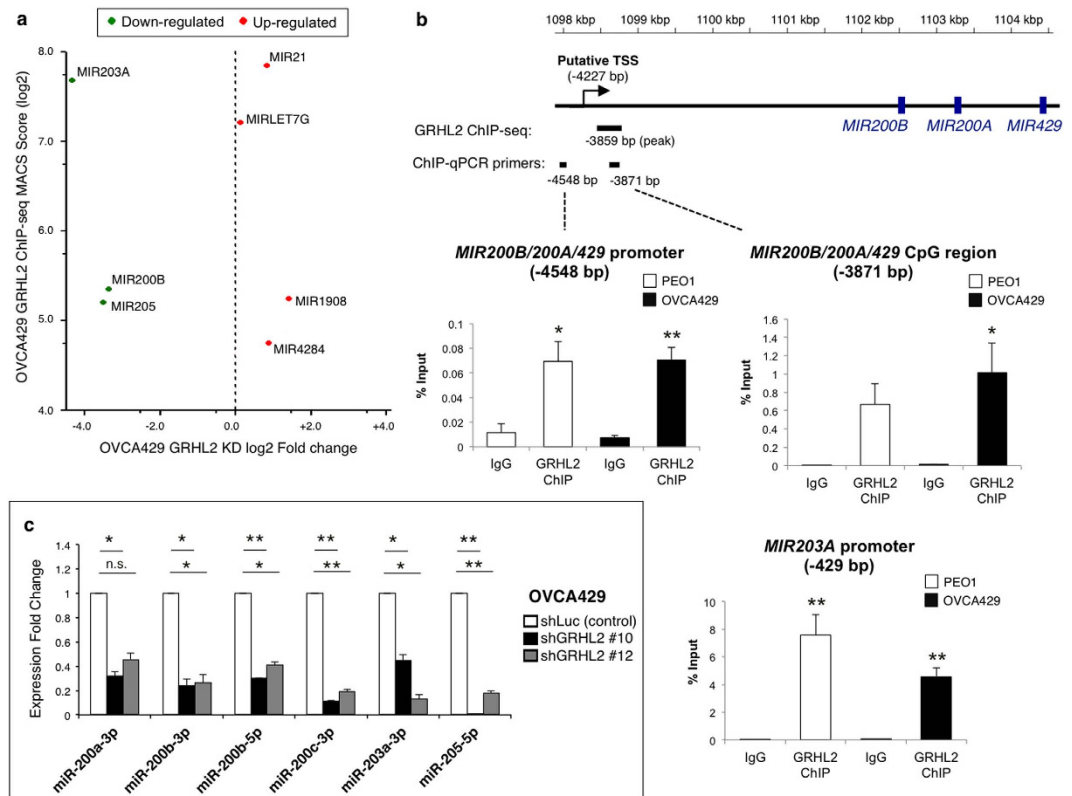 a
Down-regulated Up-regulated
OVCA429 GRHL2 ChIP-seq MACS Score (log2)
8.0
7.0
6.0
5.0
4.0
MIR203A
MIR21
MIRLET7G
MIR200B
MIR205
MIR1908
MIR4284
-4.0 -2.0 0.0 +2.0 +4.0
OVCA429 GRHL2 KD log2 Fold change
b
1098 kbp 1099 kbp 1100 kbp 1101 kbp 1102 kbp 1103 kbp 1104 kbp
Putative TSS
(-4227 bp)
MIR200B MIR200A MIR429
GRHL2 ChIP-seq:
-3859 bp (peak)
ChIP-qPCR primers:
-4548 bp -3871 bp
MIR200B/200A/429 promoter
(-4548 bp)
PEO1
OVCA429
% Input
0.1
0.08
0.06
0.04
0.02
0
* **
IgG GRHL2 ChIP IgG GRHL2 ChIP
MIR200B/200A/429 CpG region
(-3871 bp)
PEO1
OVCA429
% Input
1.6
1.4
1.2
1
0.8
0.6
0.4
0.2
0
*
IgG GRHL2 ChIP IgG GRHL2 ChIP
MIR203A promoter
(-429 bp)
PEO1
OVCA429
% Input
10
8
6
4
2
0
** **
IgG GRHL2 ChIP IgG GRHL2 ChIP
c
* * ** ** * **
n.s. * * ** * **
Expression Fold Change
1.4
1.2
1
0.8
0.6
0.4
0.2
0
miR-200a-3p miR-200b-3p miR-200b-5p miR-200c-3p miR-203a-3p miR-205-5p
OVCA429
shLuc (control)
shGRHL2 #10
shGRHL2 #12